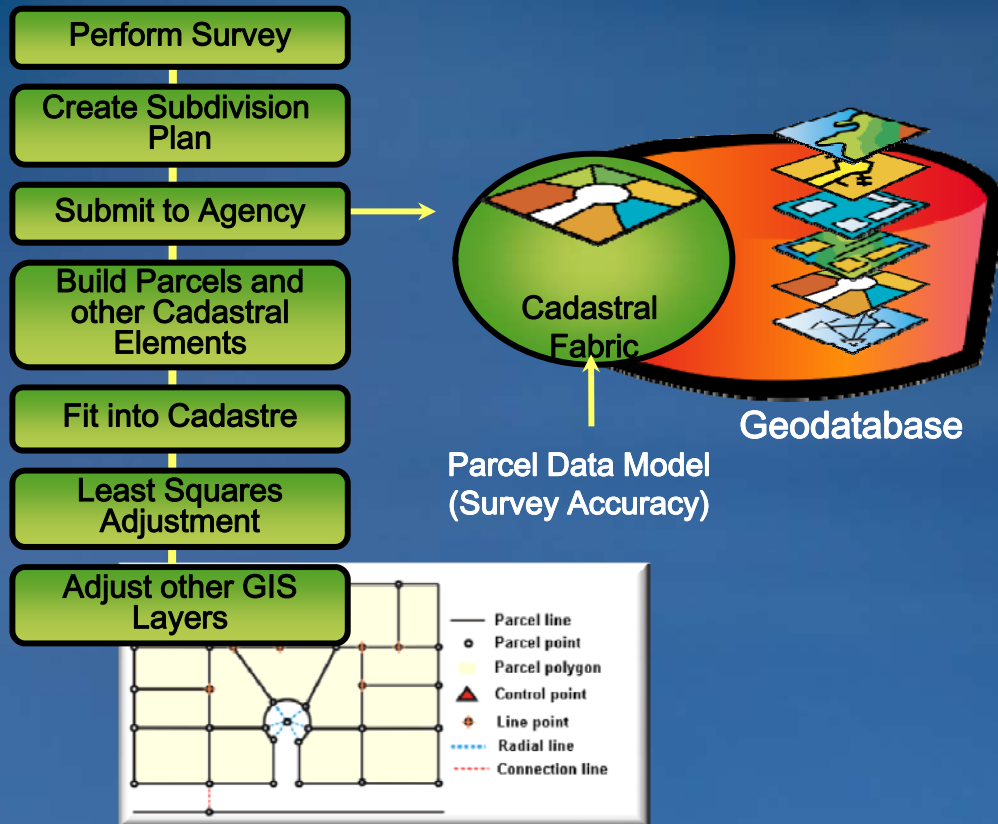 Perform Survey
Create Subdivision
Plan
Submit to Agency
Build Parcels and
other Cadastral
Elements
Fit into Cadastre
Least Squares
Adjustment
Adjust other GIS
Layers
Cadastral
Fabric
Geodatabase
Parcel Data Model
(Survey Accuracy)
Parcel line
Parcel point
Parcel polygon
Control point
Line point
Radial line
Connection line